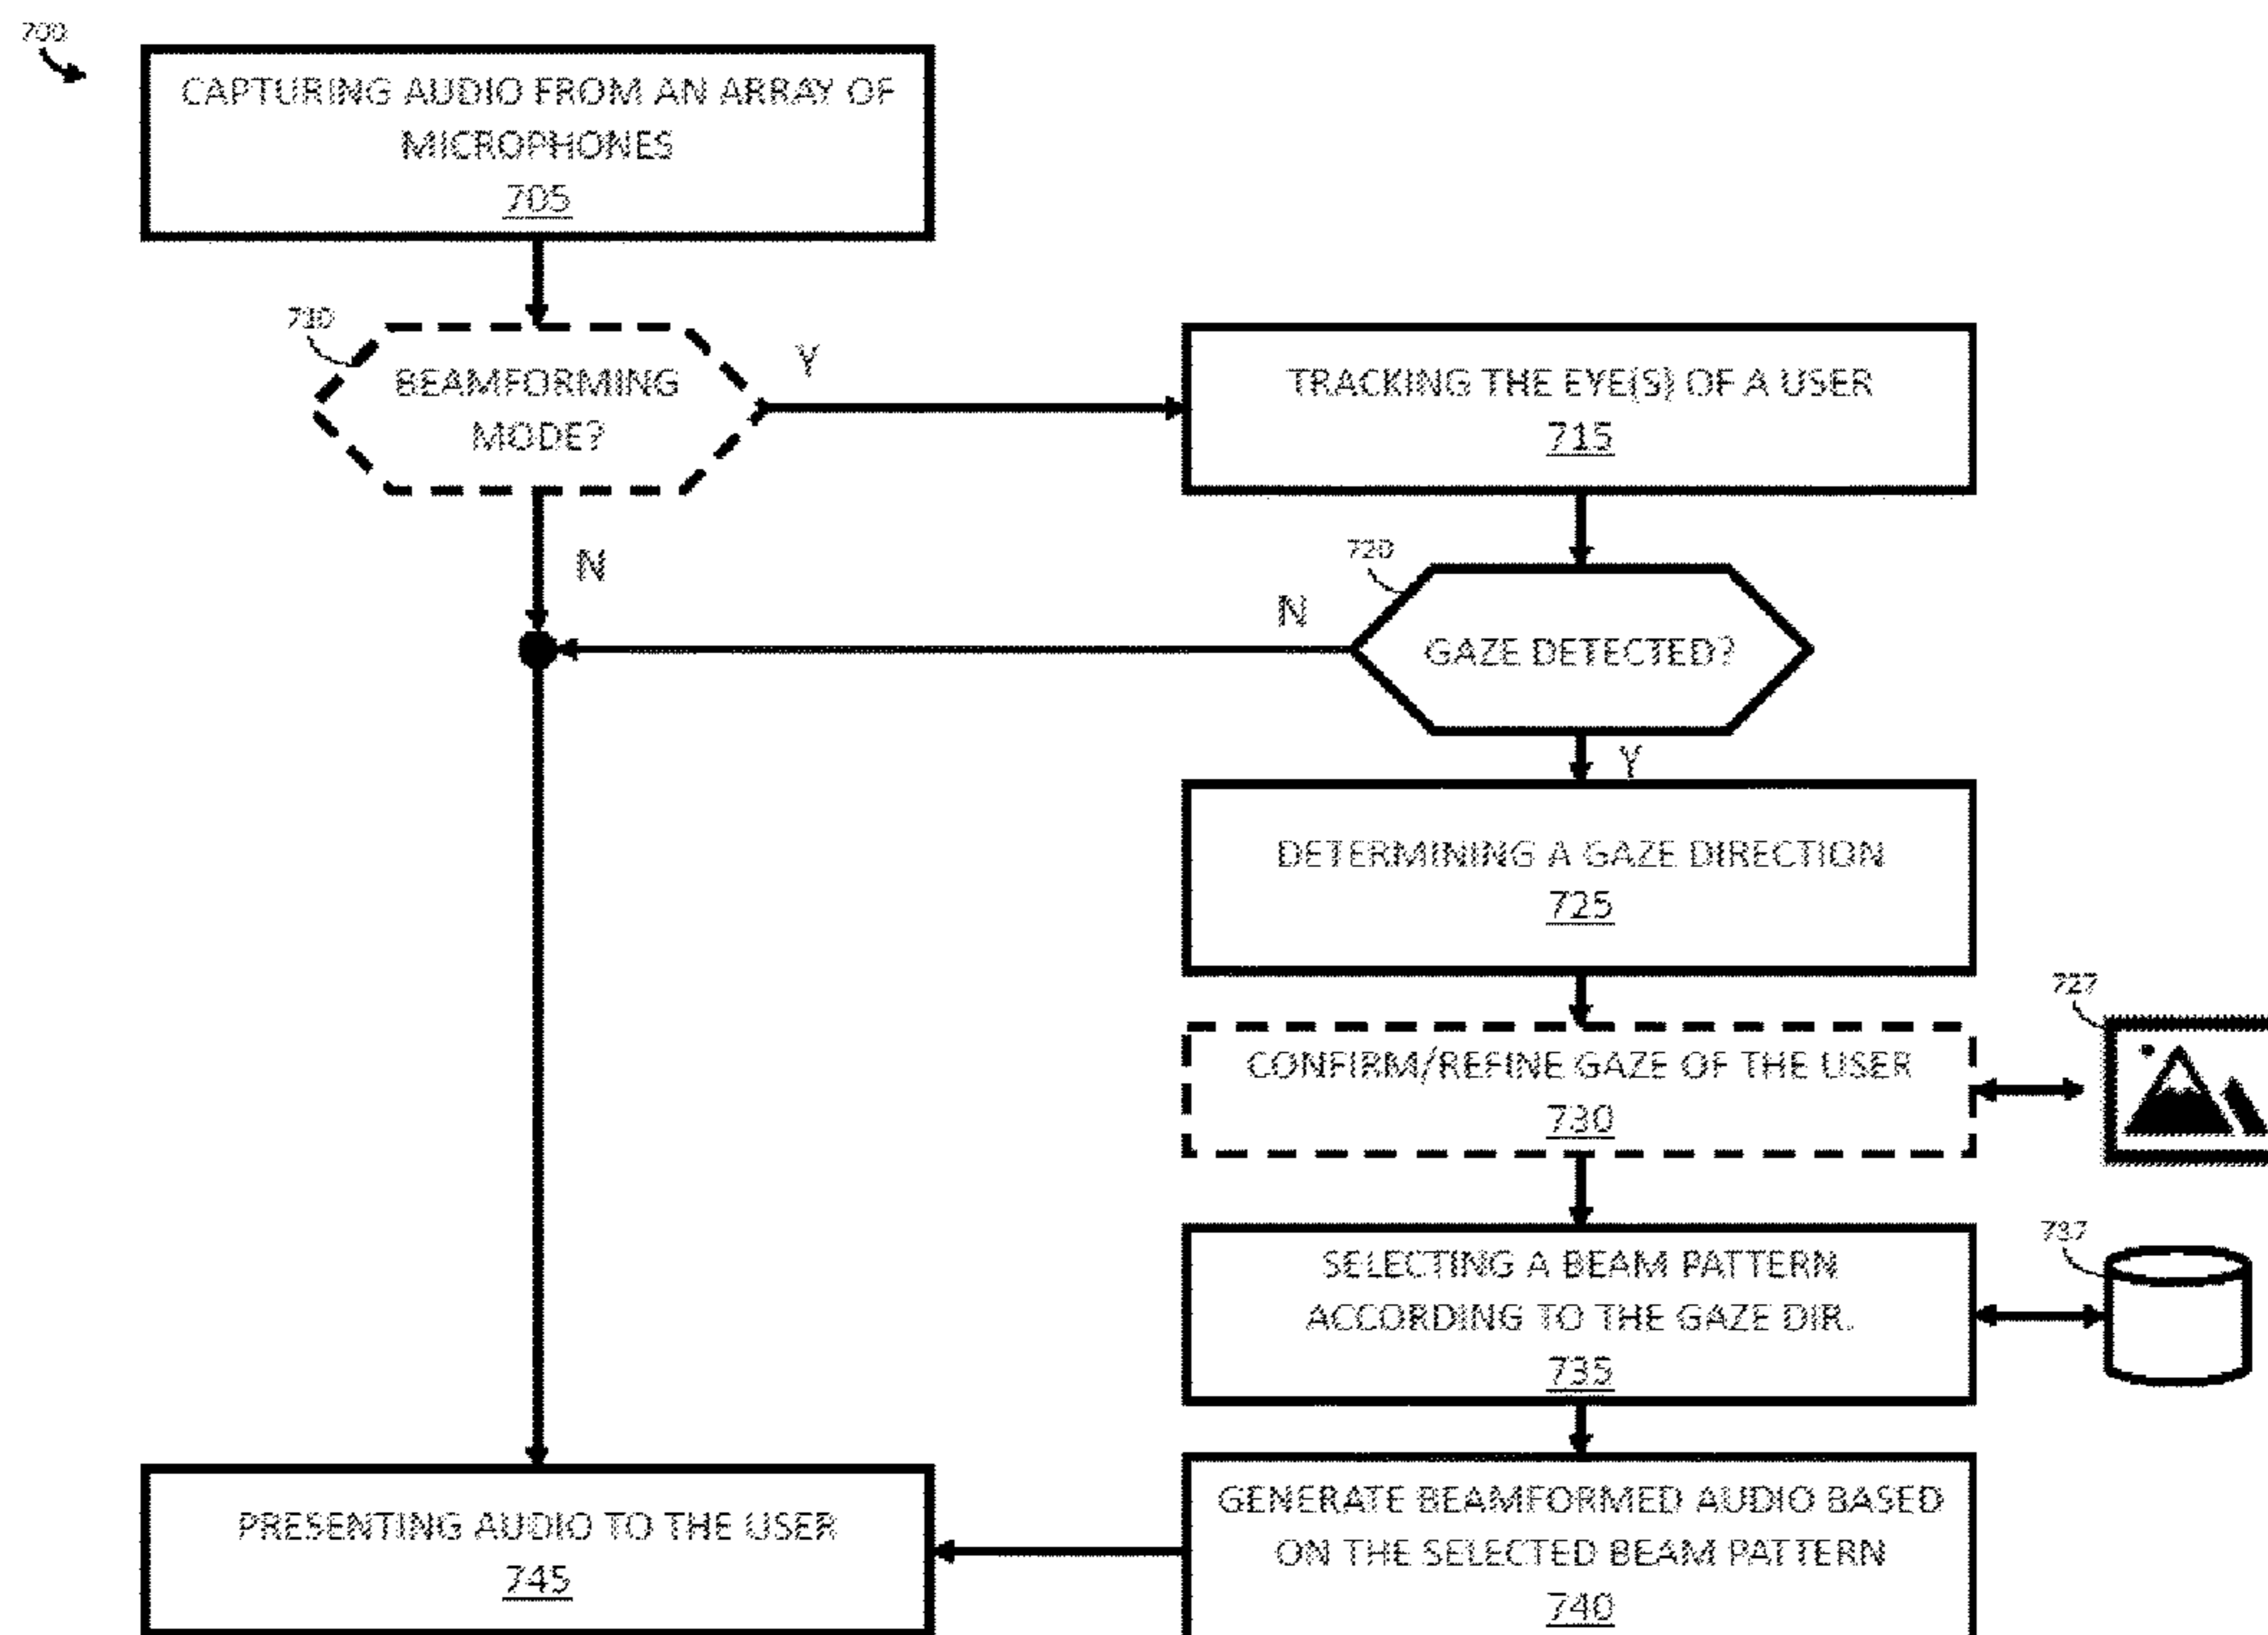 700
CAPTURING AUDIO FROM AN ARRAY OF
MICROPHONES
705
710
BEAMFORMING
MODE?
Y
TRACKING THE EYE(S) OF A USER
715
N
720
N
GAZE DETECTED?
Y
DETERMINING A GAZE DIRECTION
725
727
CONFIRM/REFINE GAZE OF THE USER
730
737
SELECTING A BEAM PATTERN
ACCORDING TO THE GAZE DIR.
735
PRESENTING AUDIO TO THE USER
745
GENERATE BEAMFORMED AUDIO BASED
ON THE SELECTED BEAM PATTERN
740